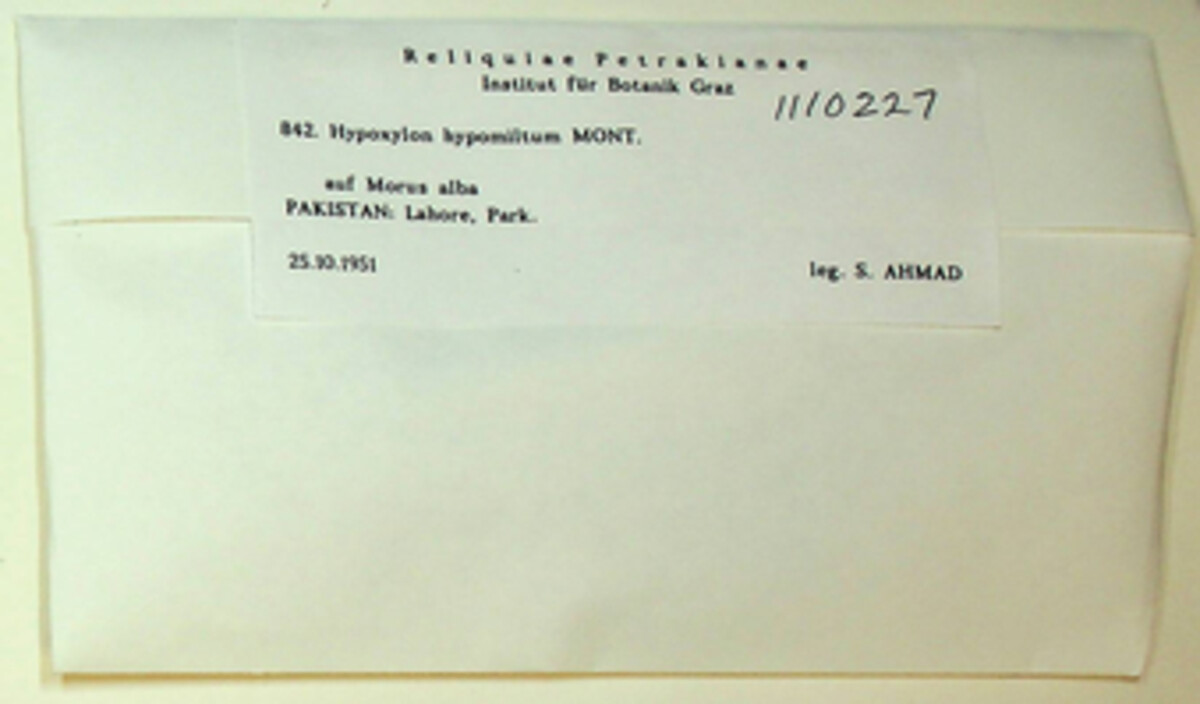 Reliquiae Petrakianae
Institut für Botanik Graz
1110227
842. Hypoxylon hypomiltum MONT.
auf Morus alba
PAKISTAN: Lahore, Park.
25.10.1951
leg. S. AHMAD